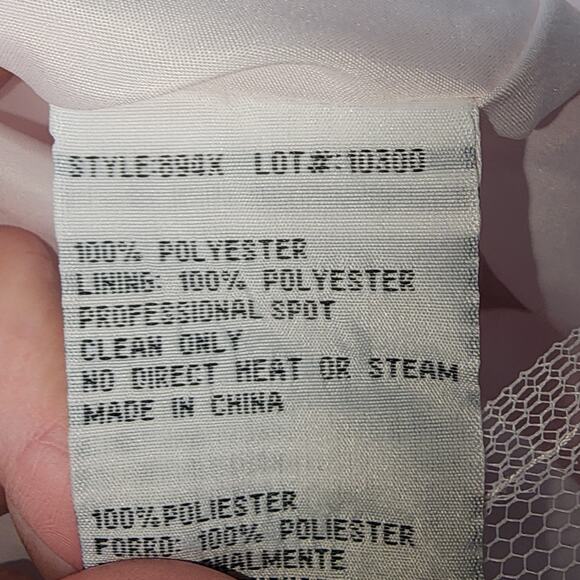 STYLE:894X LOT#:10300
100% POLYESTER
LINING: 100% POLYESTER
PROFESSIONAL SPOT
CLEAN ONLY
NO DIRECT HEAT OR STEAM
MADE IN CHINA
100%POLIESTER
FORRO: 100% POLIESTER